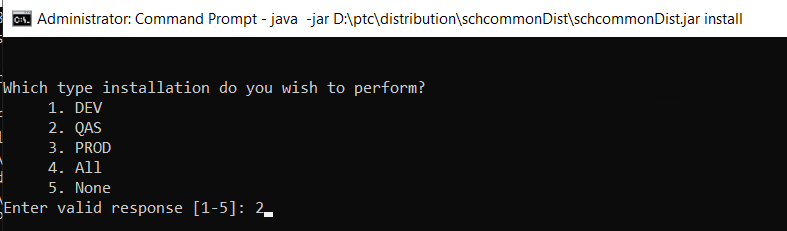 Administrator: Command Prompt - java  -jar D:\ptc\distribution\schcommonDist\schcommonDist.jar install
Which type installation do you wish to perform?
1. DEV
2. QAS
3. PROD
4. All
5. None
Enter valid response [1-5]: 2